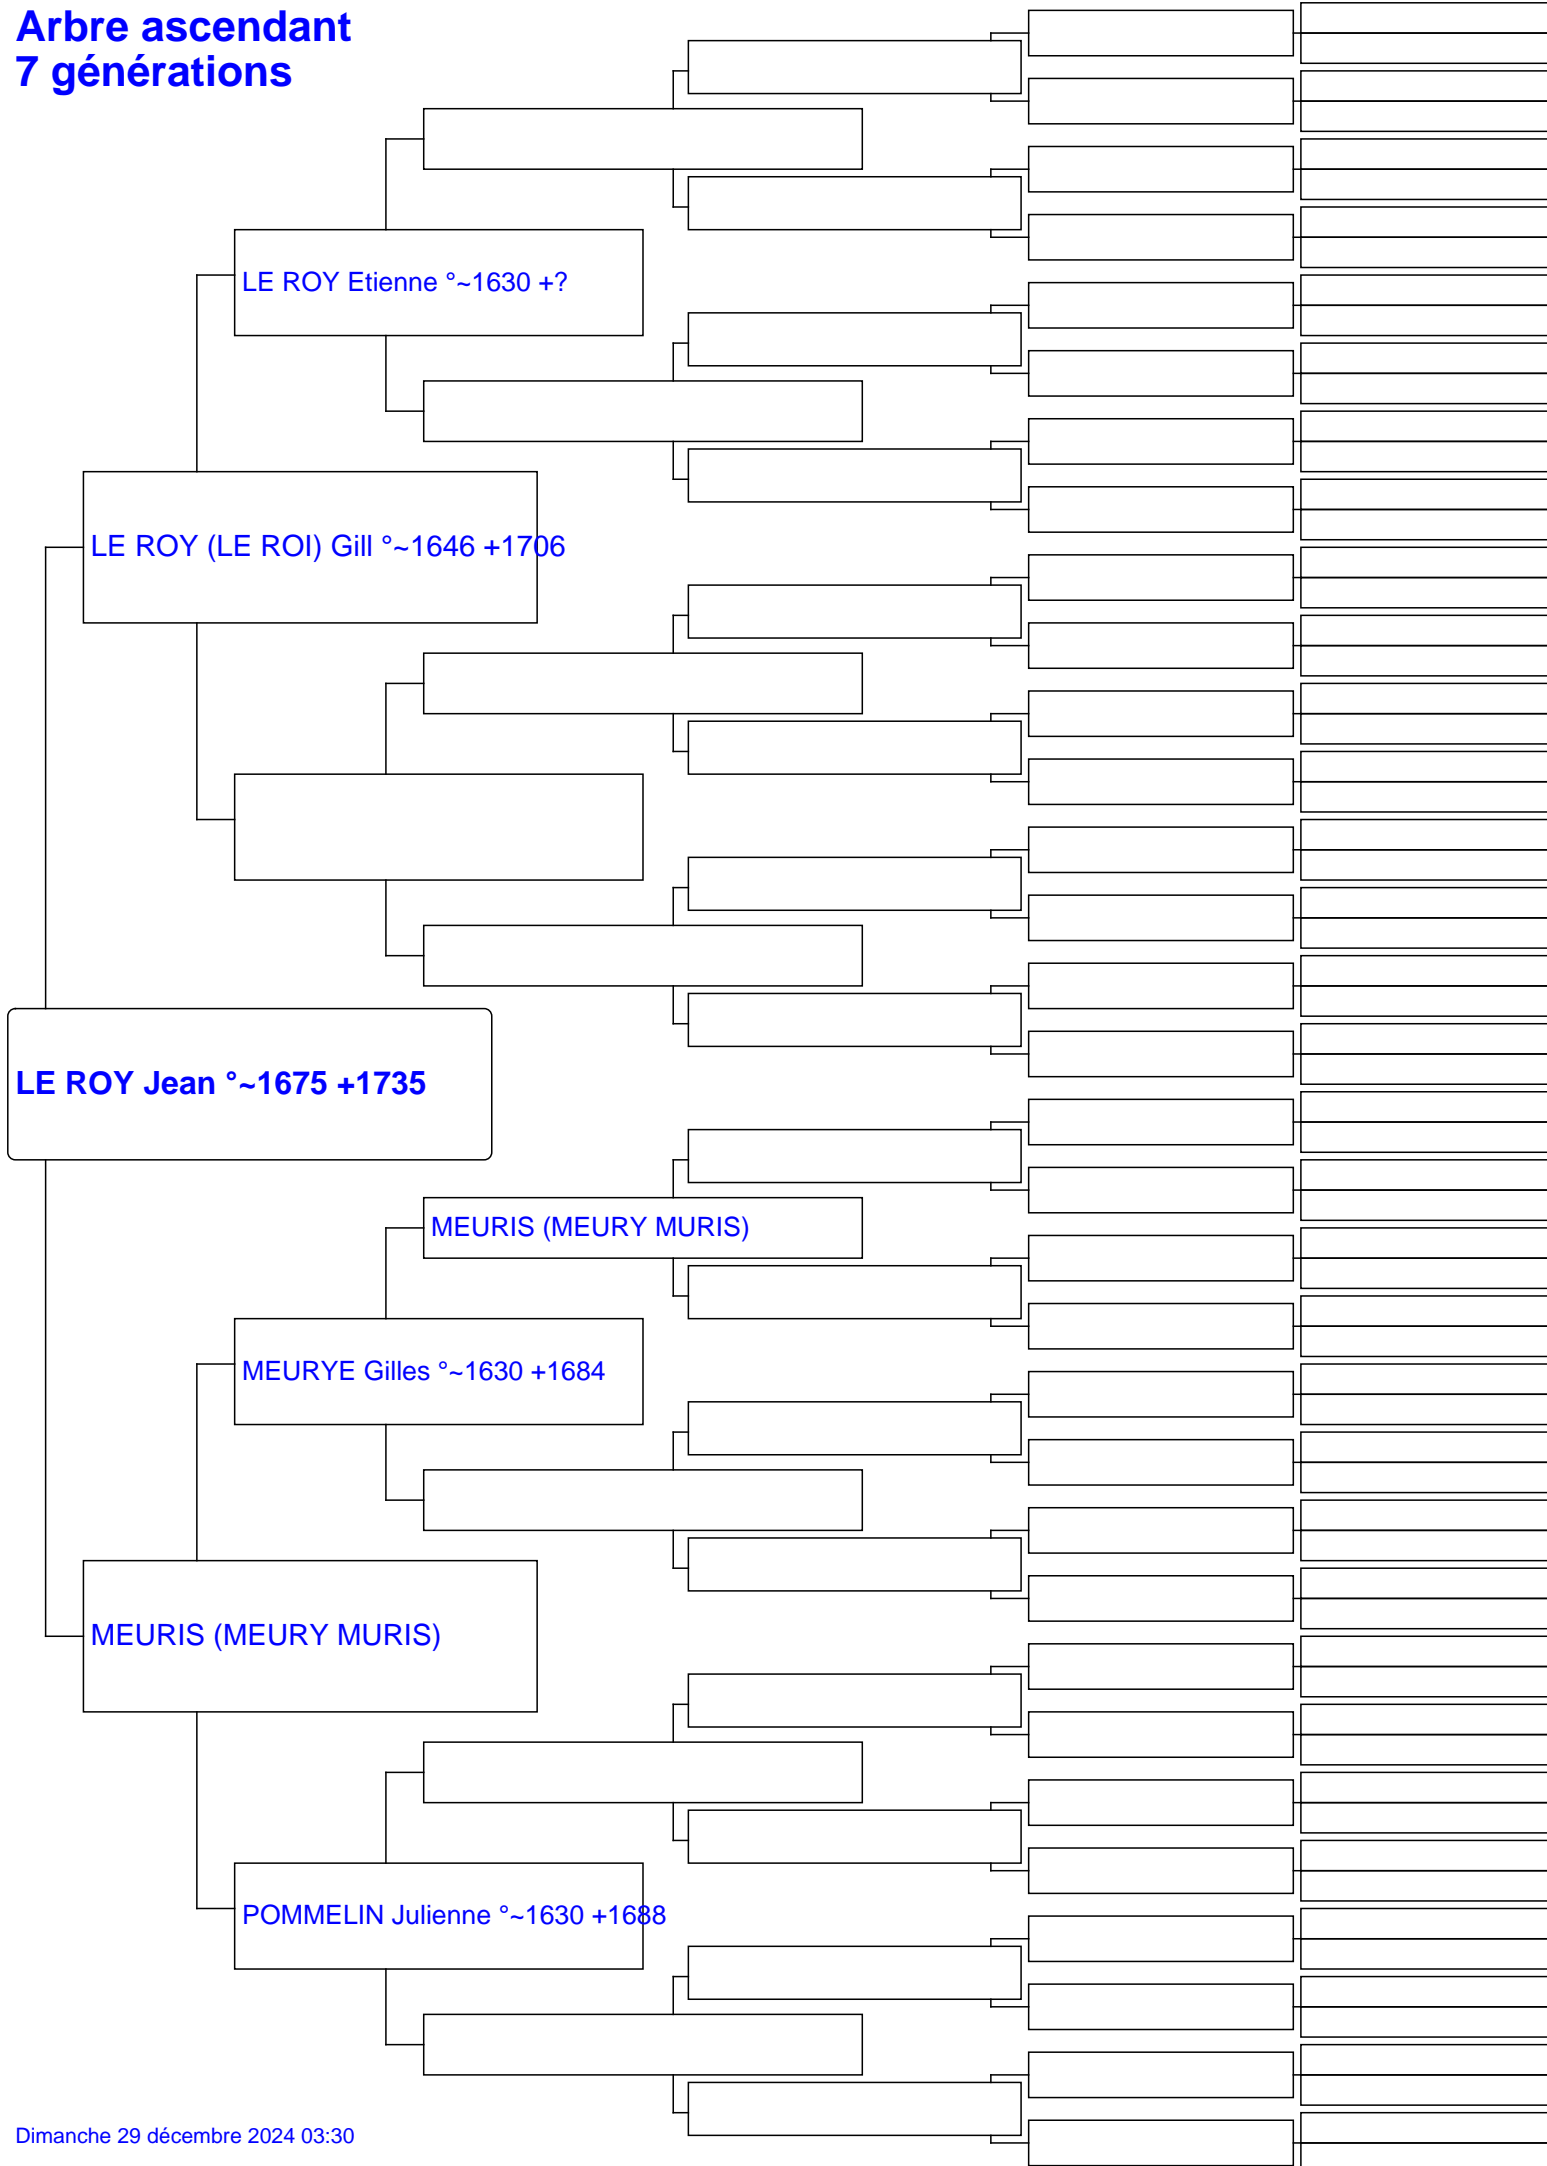 Arbre ascendant
7 générations
LE ROY Etienne °~1630 +?
LE ROY (LE ROI) Gill °~1646 +1706
LE ROY Jean °~1675 +1735
MEURIS (MEURY MURIS)
MEURYE Gilles °~1630 +1684
MEURIS (MEURY MURIS)
POMMELIN Julienne °~1630 +1688
Dimanche 29 décembre 2024 03:30